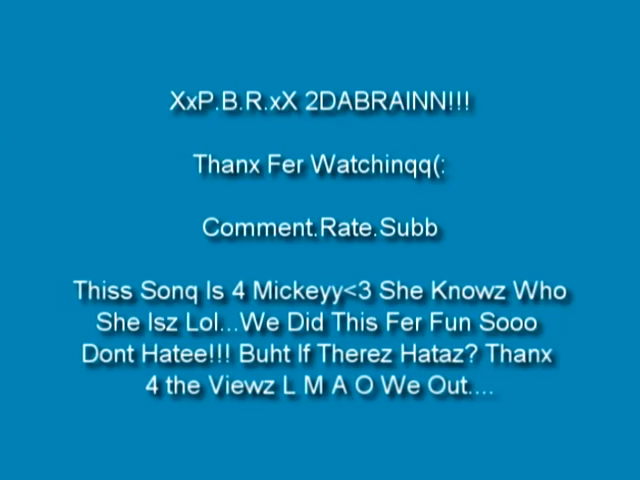 XxP.B.R.xX 2DABRAINN!!!
Thanx Fer Watchinqq(:
Comment.Rate.Subb
Thiss Sonq Is 4 Mickeyy<3 She Knowz Who
She Isz Lol...We Did This Fer Fun Sooo
Dont Hatee!!! Buht If Therez Hataz? Thanx
4 the Viewz L M A O We Out....